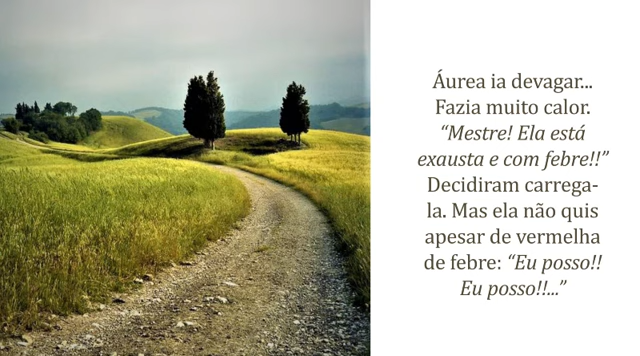 Áurea ia devagar...
Fazia muito calor.
“Mestre! Ela está
exausta e com febre!!”
Decidiram carrega-
la. Mas ela não quis
apesar de vermelha
de febre: “Eu posso!!
Eu posso!!...”